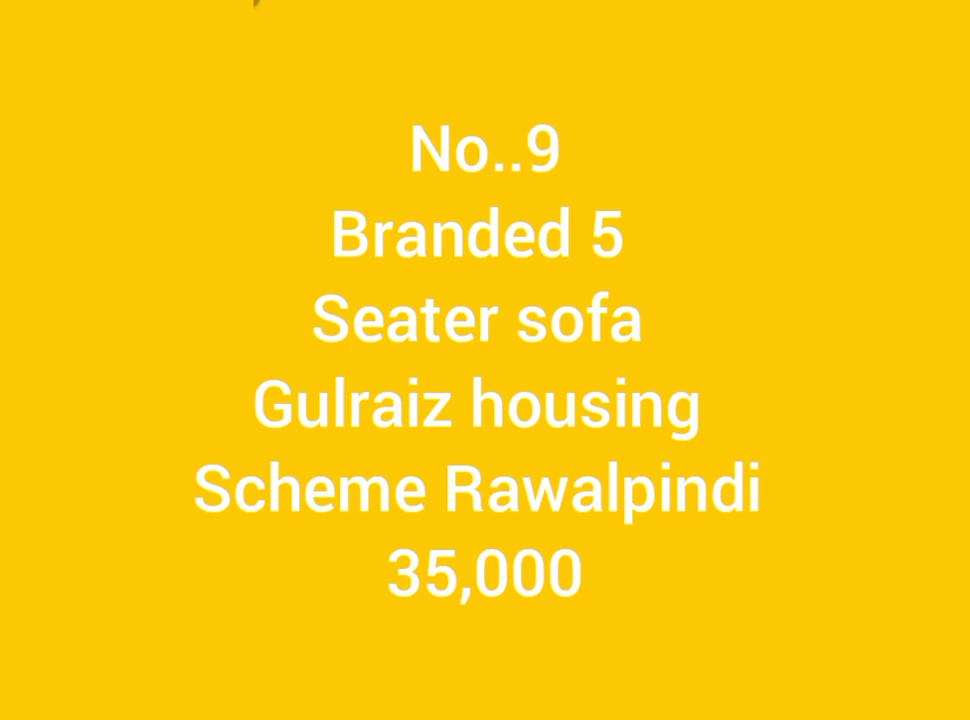 No..9
Branded 5
Seater sofa
Gulraiz housing
Scheme Rawalpindi
35,000